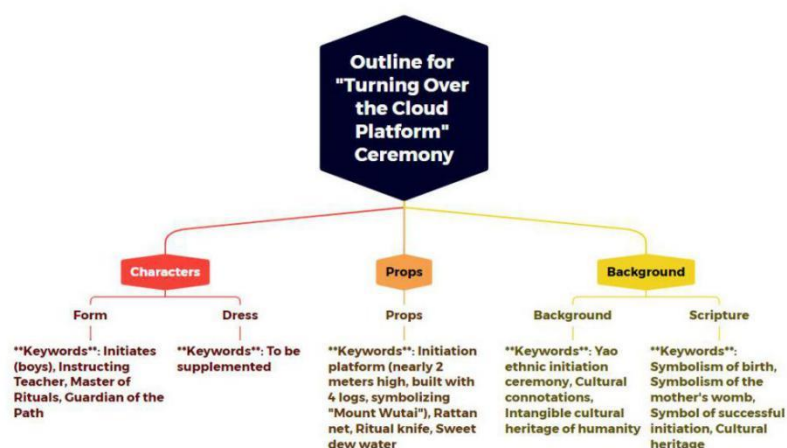 Outline for
"Turning Over
the Cloud
Platform"
Ceremony
Characters
Props
Background
Form
Dress
Props
Background
Scripture
**Keywords**: Initiates
(boys), Instructing
Teacher, Master of
Rituals, Guardian of the
Path
**Keywords**: To be
supplemented
**Keywords**: Initiation
platform (nearly 2
meters high, built with
4 logs, symbolizing
"Mount Wutai"), Rattan
net, Ritual knife, Sweet
dew water
**Keywords**: Yao
ethnic initiation
ceremony, Cultural
connotations,
Intangible cultural
heritage of humanity
**Keywords**:
Symbolism of birth,
Symbolism of the
mother's womb,
Symbol of successful
initiation, Cultural
heritage